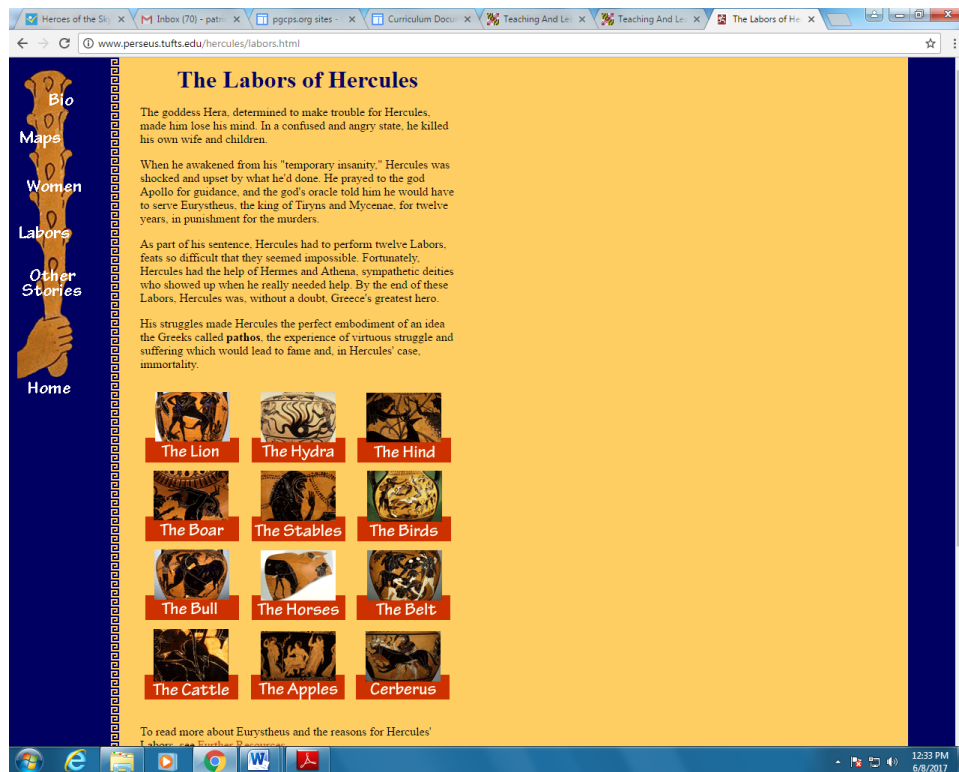 Heroes of the Sk
Inbox (70) - patri
pgcps.org sites -
Curriculum Docu
Teaching And Le
Teaching And Le
The Labors of He
www.perseus.tufts.edu/hercules/labors.html
Bio
Maps
Women
Labors
Other
Stories
Home
The Labors of Hercules
The goddess Hera, determined to make trouble for Hercules,
made him lose his mind. In a confused and angry state, he killed
his own wife and children.
When he awakened from his "temporary insanity," Hercules was
shocked and upset by what he'd done. He prayed to the god
Apollo for guidance, and the god's oracle told him he would have
to serve Eurystheus, the king of Tiryns and Mycenae, for twelve
years, in punishment for the murders.
As part of his sentence, Hercules had to perform twelve Labors,
feats so difficult that they seemed impossible. Fortunately,
Hercules had the help of Hermes and Athena, sympathetic deities
who showed up when he really needed help. By the end of these
Labors, Hercules was, without a doubt, Greece's greatest hero.
His struggles made Hercules the perfect embodiment of an idea
the Greeks called pathos, the experience of virtuous struggle and
suffering which would lead to fame and, in Hercules' case,
immortality.
The Lion
The Hydra
The Hind
The Boar
The Stables
The Birds
The Bull
The Horses
The Belt
The Cattle
The Apples
Cerberus
To read more about Eurystheus and the reasons for Hercules'
Labors, see Further Resources
12:33 PM
6/8/2017